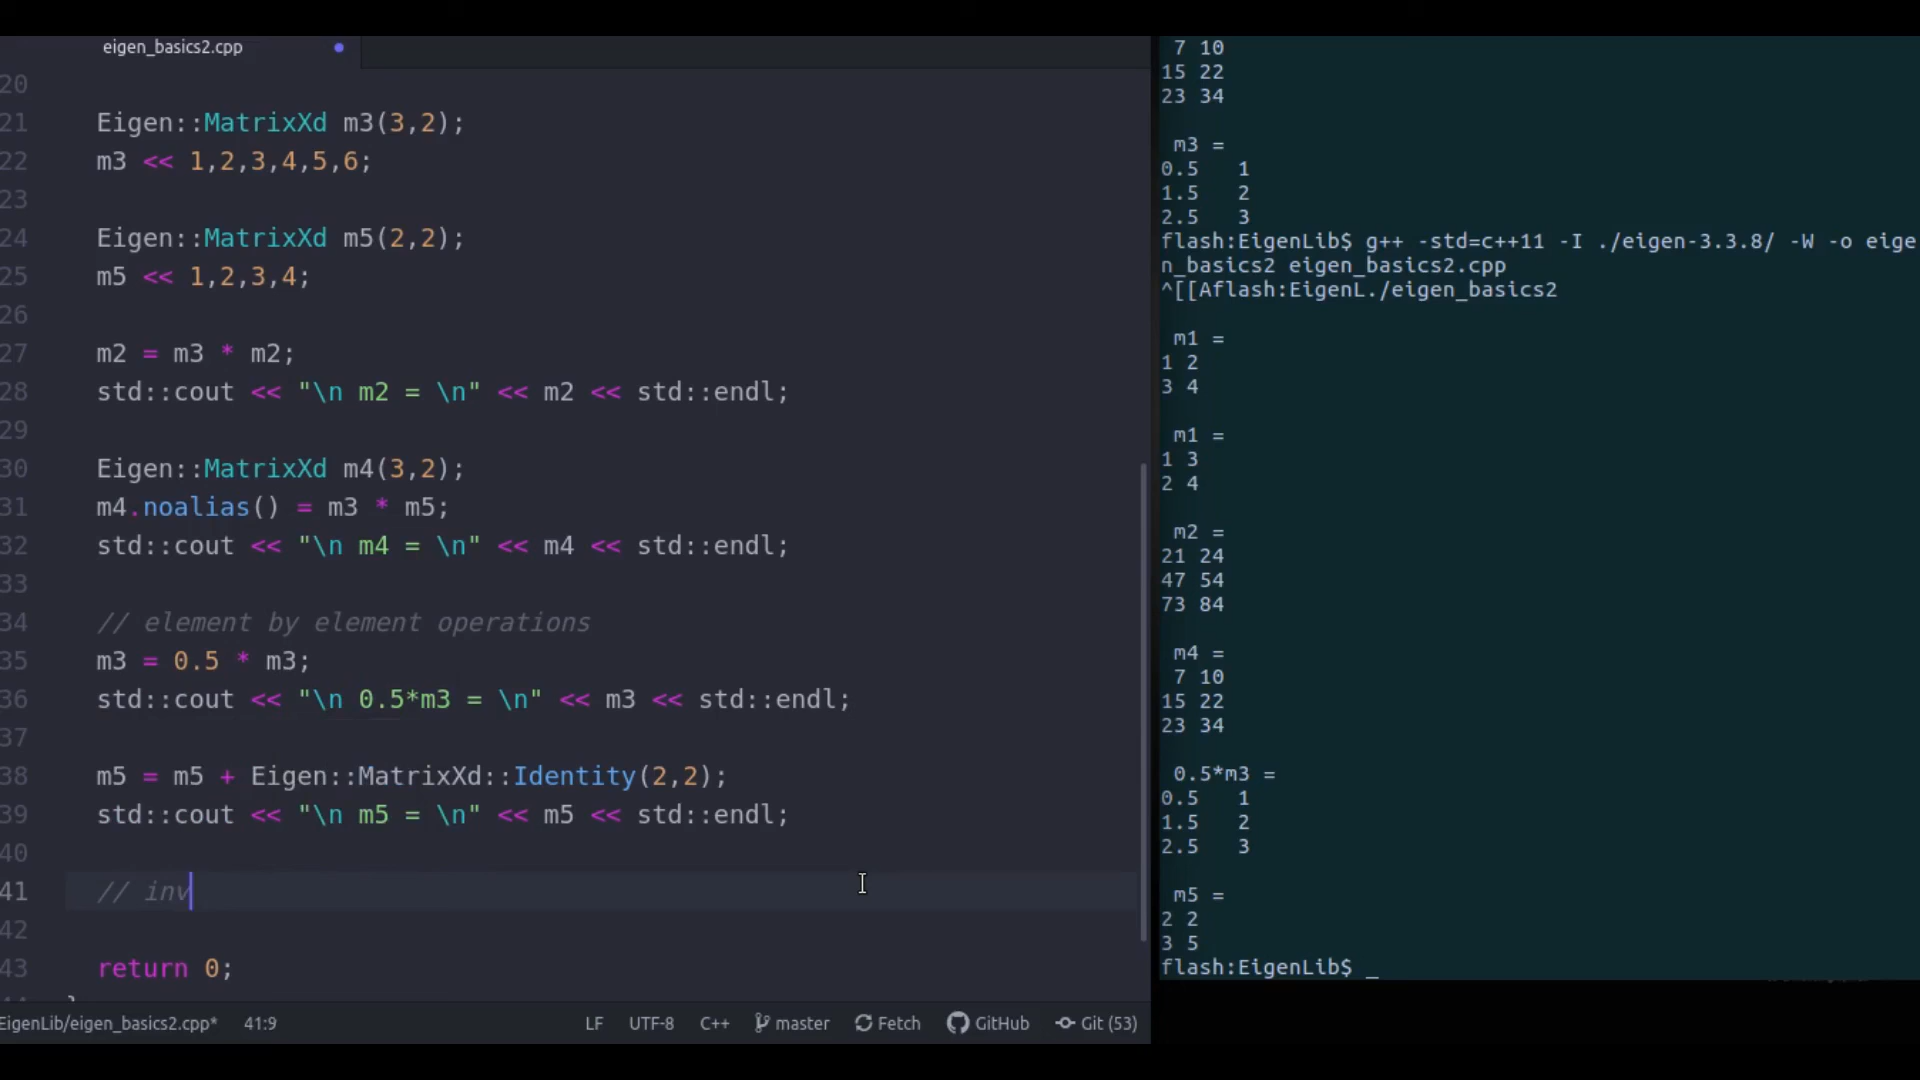 eigen_basics2.cpp
20
21 Eigen::MatrixXd m3(3,2);
22 m3 << 1,2,3,4,5,6;
23
24 Eigen::MatrixXd m5(2,2);
25 m5 << 1,2,3,4;
26
27 m2 = m3 * m2;
28 std::cout << "\n m2 = \n" << m2 << std::endl;
29
30 Eigen::MatrixXd m4(3,2);
31 m4.noalias() = m3 * m5;
32 std::cout << "\n m4 = \n" << m4 << std::endl;
33
34 // element by element operations
35 m3 = 0.5 * m3;
36 std::cout << "\n 0.5*m3 = \n" << m3 << std::endl;
37
38 m5 = m5 + Eigen::MatrixXd::Identity(2,2);
39 std::cout << "\n m5 = \n" << m5 << std::endl;
40
41 // inv
42
43 return 0;
EigenLib/eigen_basics2.cpp* 41:9 LF UTF-8 C++ master Fetch GitHub Git (53)
7 10
15 22
23 34
m3 =
0.5 1
1.5 2
2.5 3
flash:EigenLib$ g++ -std=c++11 -I ./eigen-3.3.8/ -W -o eige
n_basics2 eigen_basics2.cpp
^[[Aflash:EigenL./eigen_basics2
m1 =
1 2
3 4
m1 =
1 3
2 4
m2 =
21 24
47 54
73 84
m4 =
7 10
15 22
23 34
0.5*m3 =
0.5 1
1.5 2
2.5 3
m5 =
2 2
3 5
flash:EigenLib$ _